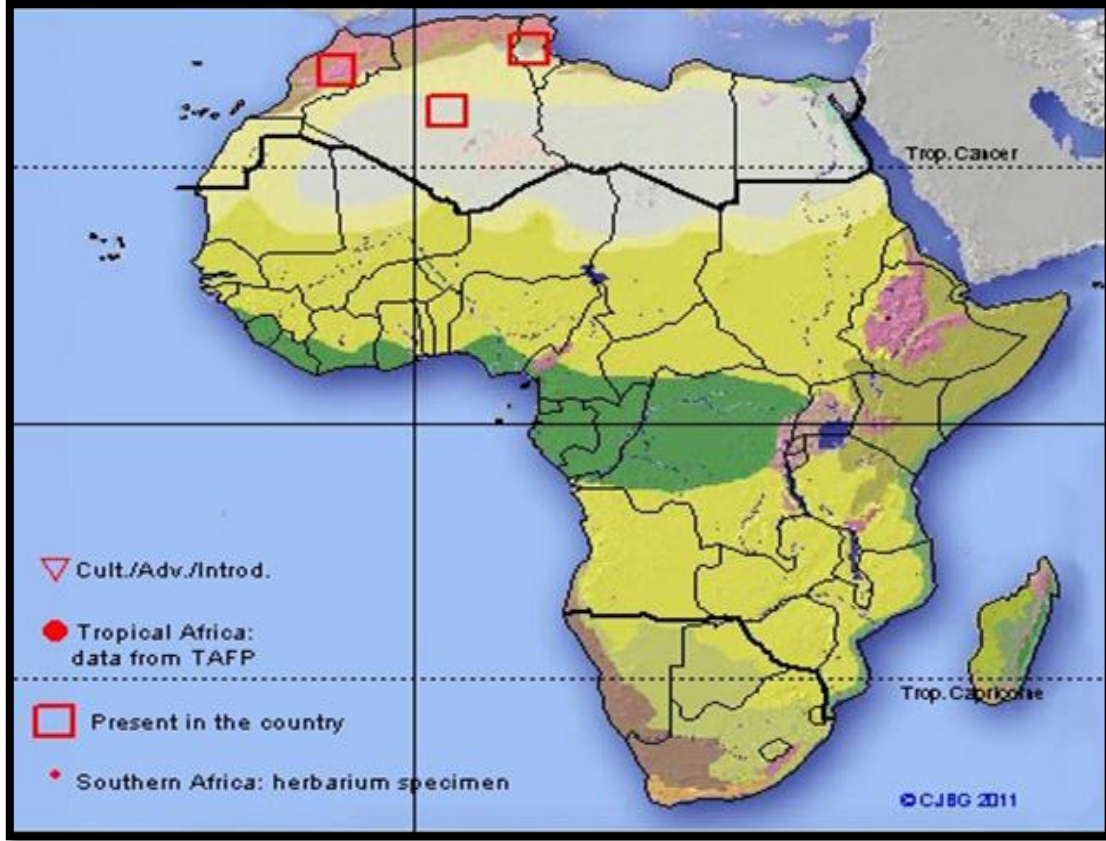 Trop. Cancer
Cult./Adv./Introd.
Tropical Africa:
data from TAFP
Trop. Capricorne
Present in the country
Southern Africa: herbarium specimen
© CJBG 2011